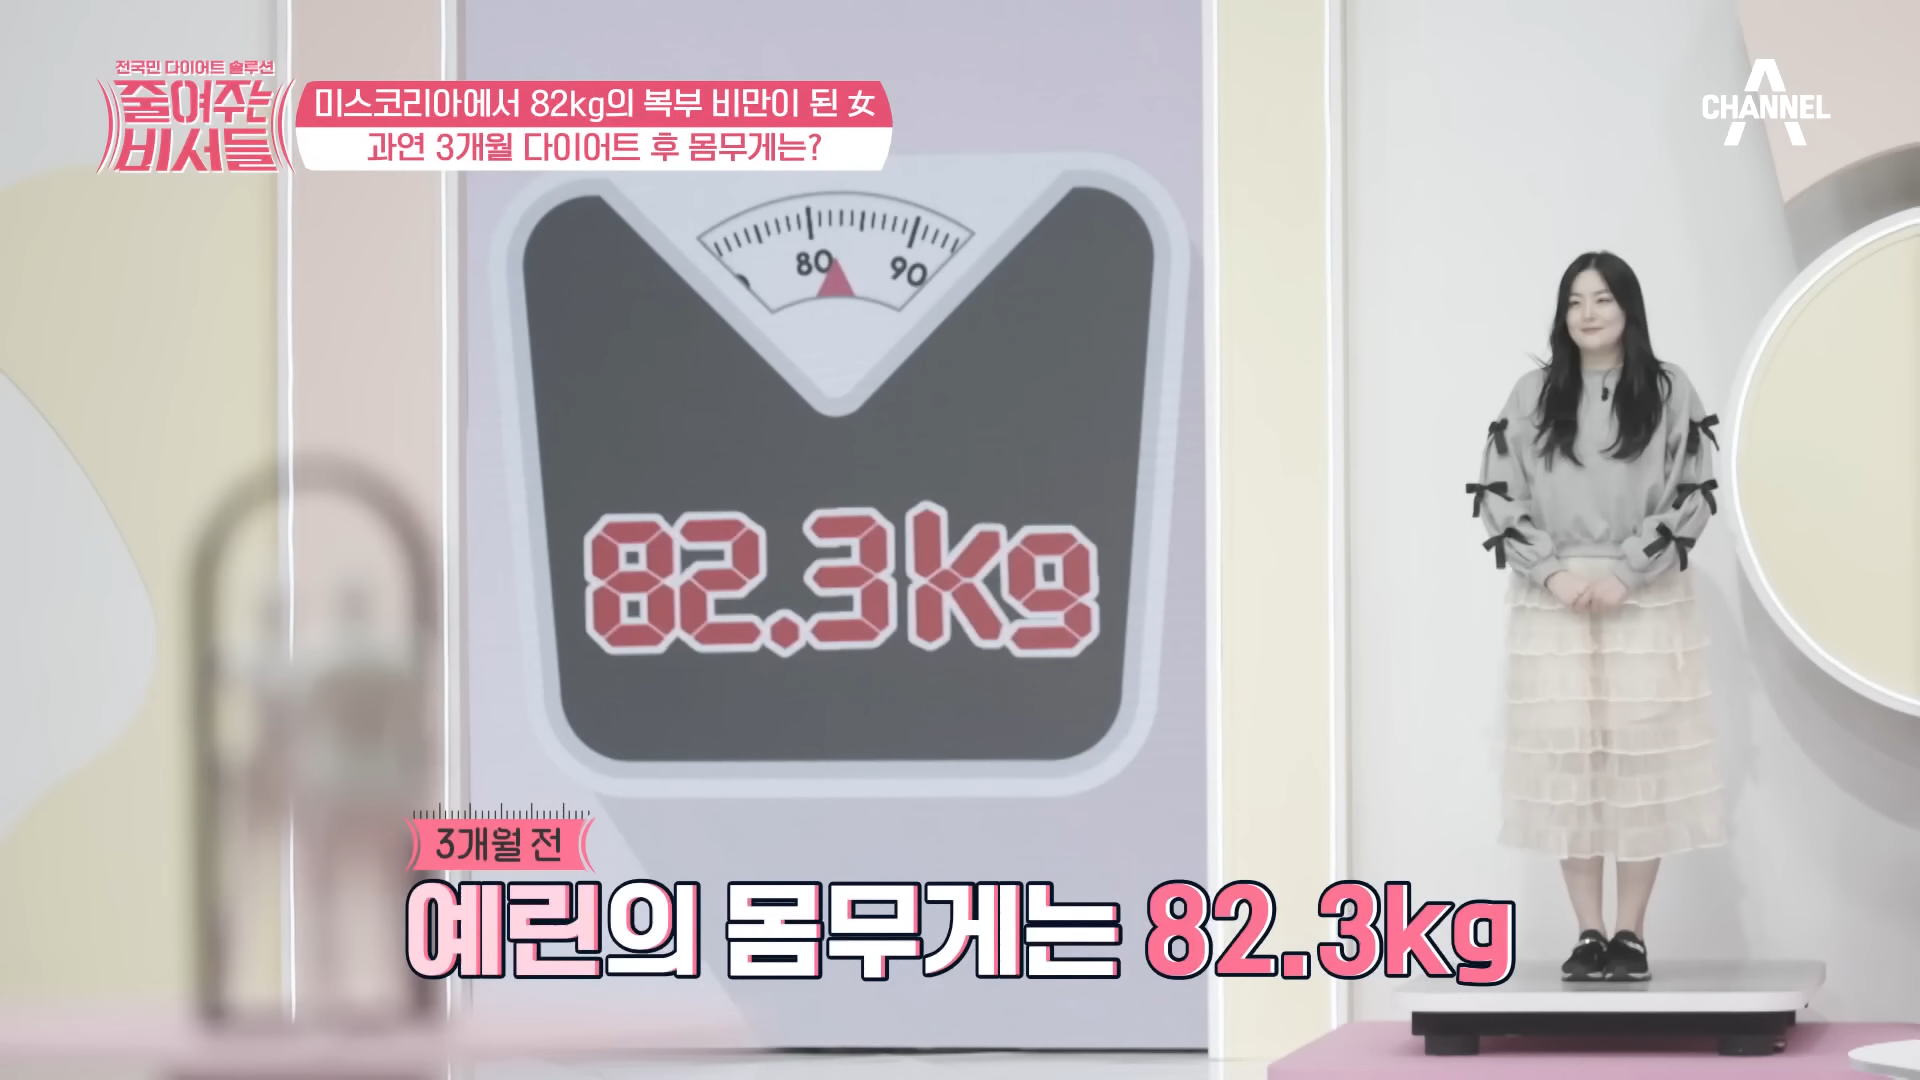 전국민 다이어트 솔루션
줄여주는
비서들
미스코리아에서 82kg의 복부 비만이 된 女
과연 3개월 다이어트 후 몸무게는?
CHANNEL A
80 90
82.3kg
3개월 전
예린의 몸무게는 82.3kg